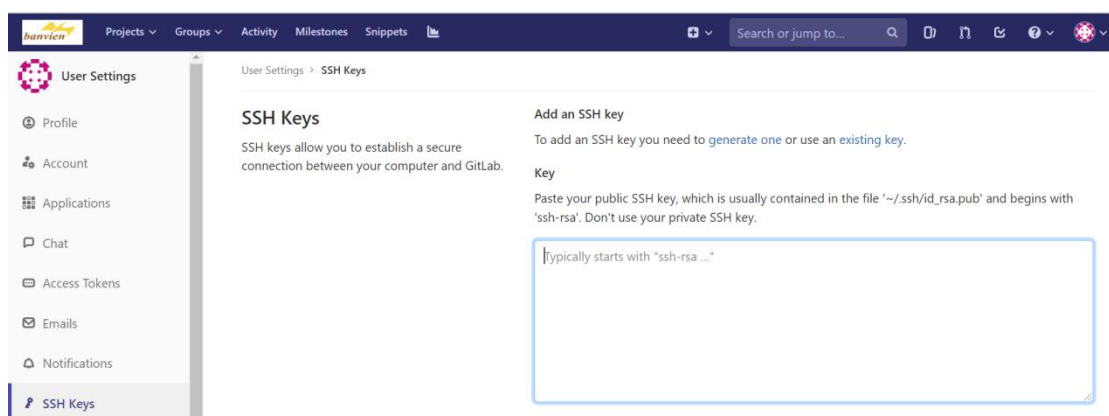 banvien
Projects Groups Activity Milestones Snippets Search or jump to...
User Settings
User Settings > SSH Keys
Profile
Account
Applications
Chat
Access Tokens
Emails
Notifications
SSH Keys
SSH Keys
SSH keys allow you to establish a secure
connection between your computer and GitLab.
Add an SSH key
To add an SSH key you need to generate one or use an existing key.
Key
Paste your public SSH key, which is usually contained in the file '~/.ssh/id_rsa.pub' and begins with
'ssh-rsa'. Don't use your private SSH key.
Typically starts with "ssh-rsa ..."